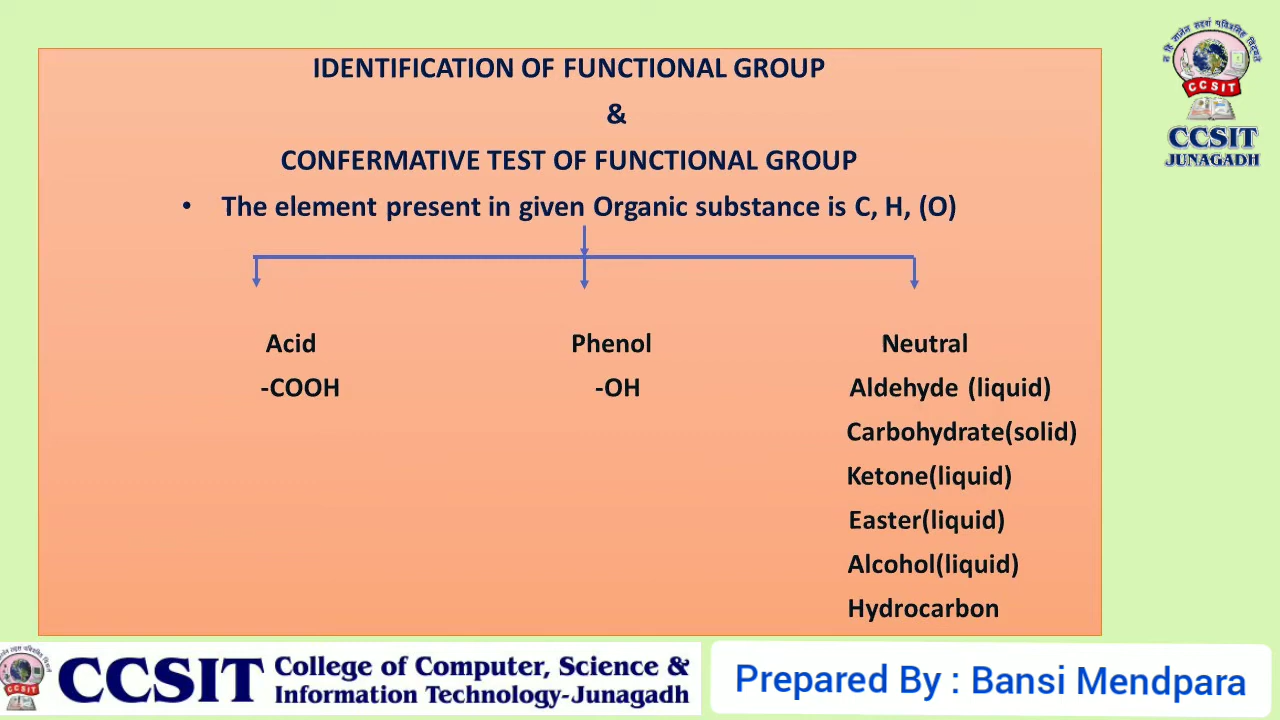 IDENTIFICATION OF FUNCTIONAL GROUP
&
CONFERMATIVE TEST OF FUNCTIONAL GROUP
• The element present in given Organic substance is C, H, (O)
Acid Phenol Neutral
-COOH -OH Aldehyde (liquid)
Carbohydrate(solid)
Ketone(liquid)
Easter(liquid)
Alcohol(liquid)
Hydrocarbon
CCSIT
CCSIT
JUNAGADH
CCSIT
CCSIT College of Computer, Science &
Information Technology-Junagadh
Prepared By : Bansi Mendpara